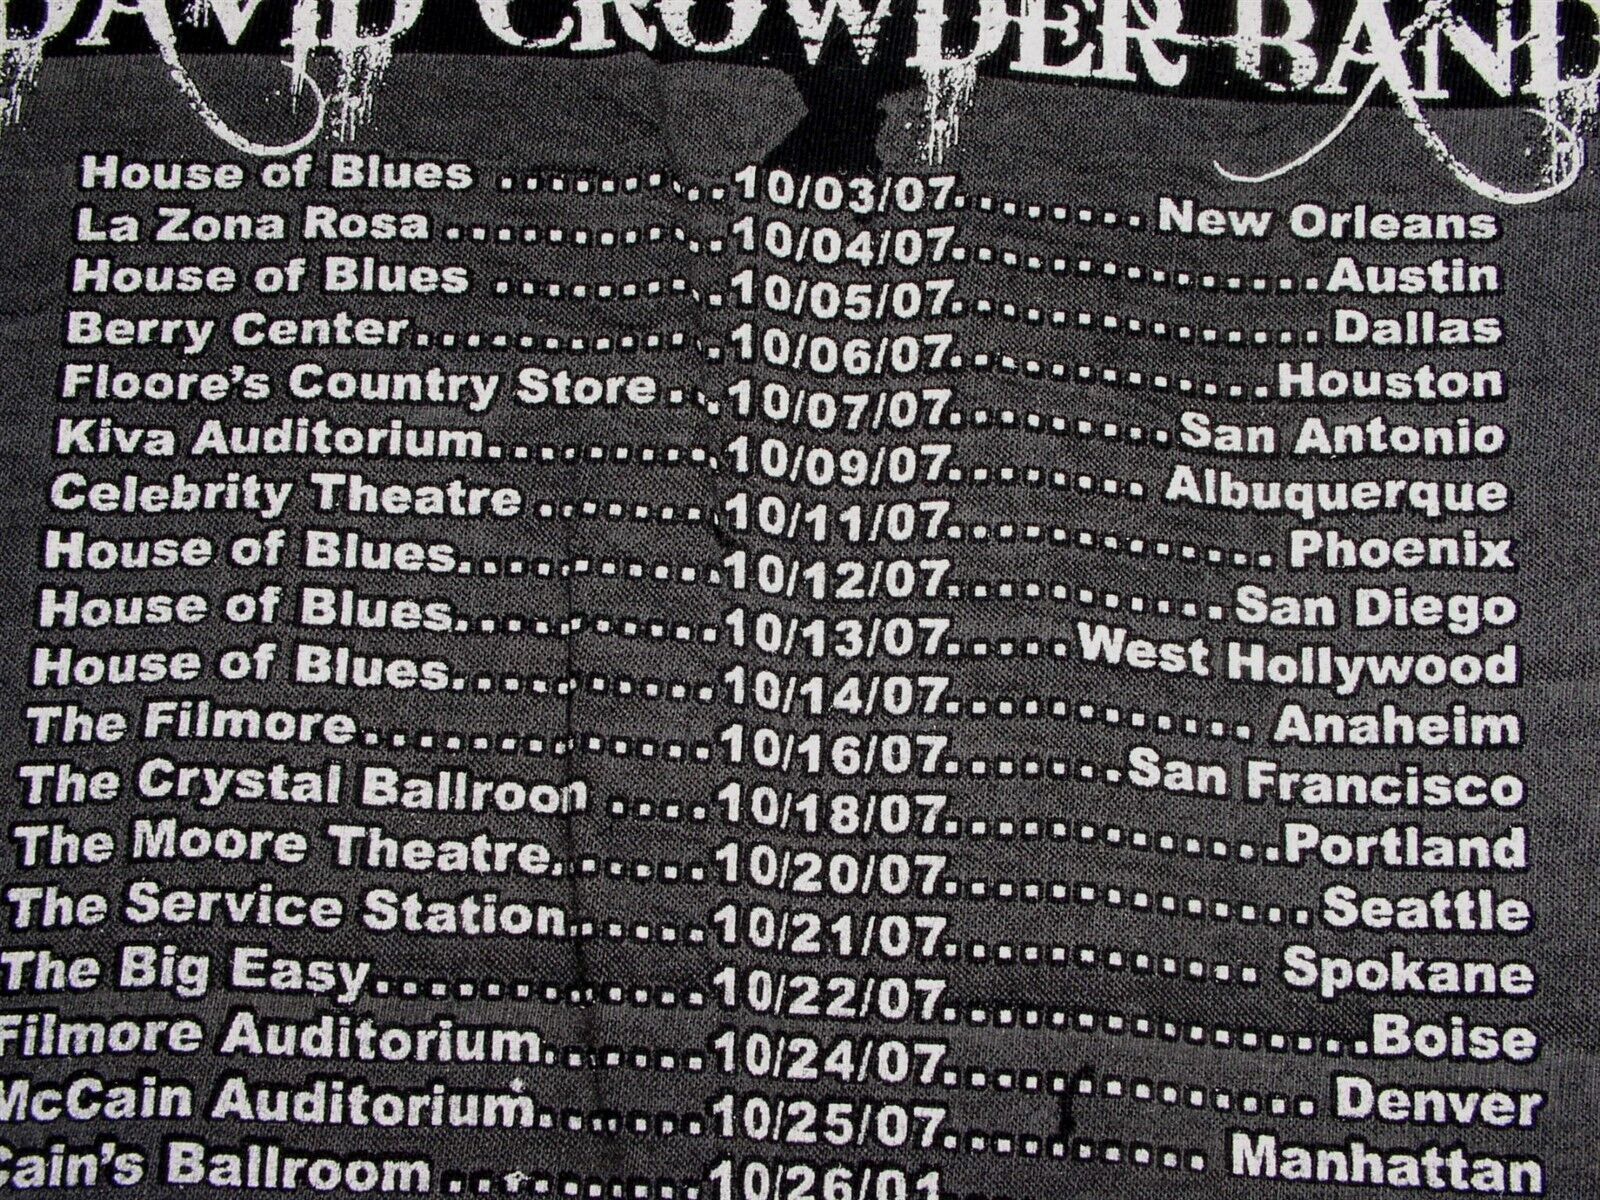 DAVID CROWDER BAND
House of Blues ..........10/03/07........ New Orleans
La Zona Rosa ............10/04/07................Austin
House of Blues ..........10/05/07................Dallas
Berry Center.............10/06/07..............Houston
Floore's Country Store...10/07/07..........San Antonio
Kiva Auditorium..........10/09/07......... Albuquerque
Celebrity Theatre ........10/11/07.............. Phoenix
House of Blues............10/12/07............San Diego
House of Blues............10/13/07.....West Hollywood
House of Blues............10/14/07............. Anaheim
The Filmore...............10/16/07.......San Francisco
The Crystal Ballroom ....10/18/07..............Portland
The Moore Theatre.......10/20/07................Seattle
The Service Station......10/21/07.............. Spokane
The Big Easy..............10/22/07..................Boise
Filmore Auditorium.......10/24/07................ Denver
McCain Auditorium.......10/25/07........... Manhattan
Cain's Ballroom ..........10/26/0